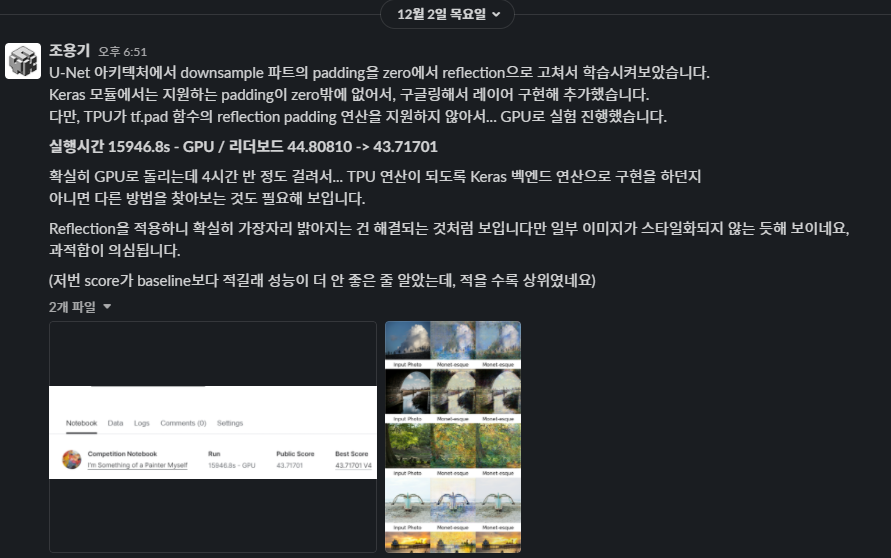 12월 2일 목요일
조용기 오후 6:51
U-Net 아키텍처에서 downsample 파트의 padding을 zero에서 reflection으로 고쳐서 학습시켜보았습니다.
Keras 모듈에서는 지원하는 padding이 zero밖에 없어서, 구글링해서 레이어 구현해 추가했습니다.
다만, TPU가 tf.pad 함수의 reflection padding 연산을 지원하지 않아서... GPU로 실험 진행했습니다.
실행시간 15946.8s - GPU / 리더보드 44.80810 -> 43.71701
확실히 GPU로 돌리는데 4시간 반 정도 걸려서... TPU 연산이 되도록 Keras 백엔드 연산으로 구현을 하던지
아니면 다른 방법을 찾아보는 것도 필요해 보입니다.
Reflection을 적용하니 확실히 가장자리 밝아지는 건 해결되는 것처럼 보입니다만 일부 이미지가 스타일화되지 않는 듯해 보이네요,
과적합이 의심됩니다.
(저번 score가 baseline보다 적길래 성능이 더 안 좋은 줄 알았는데, 적을 수록 상위였네요)
2개 파일
Notebook Data Logs Comments (0) Settings
Competition Notebook Run Public Score Best Score
I'm Something of a Painter Myself 15946.8s - GPU 43.71701 43.71701 V4
Input Photo Monet-esque Monet-esque
Input Photo Monet-esque Monet-esque
Input Photo Monet-esque Monet-esque
Input Photo Monet-esque Monet-esque